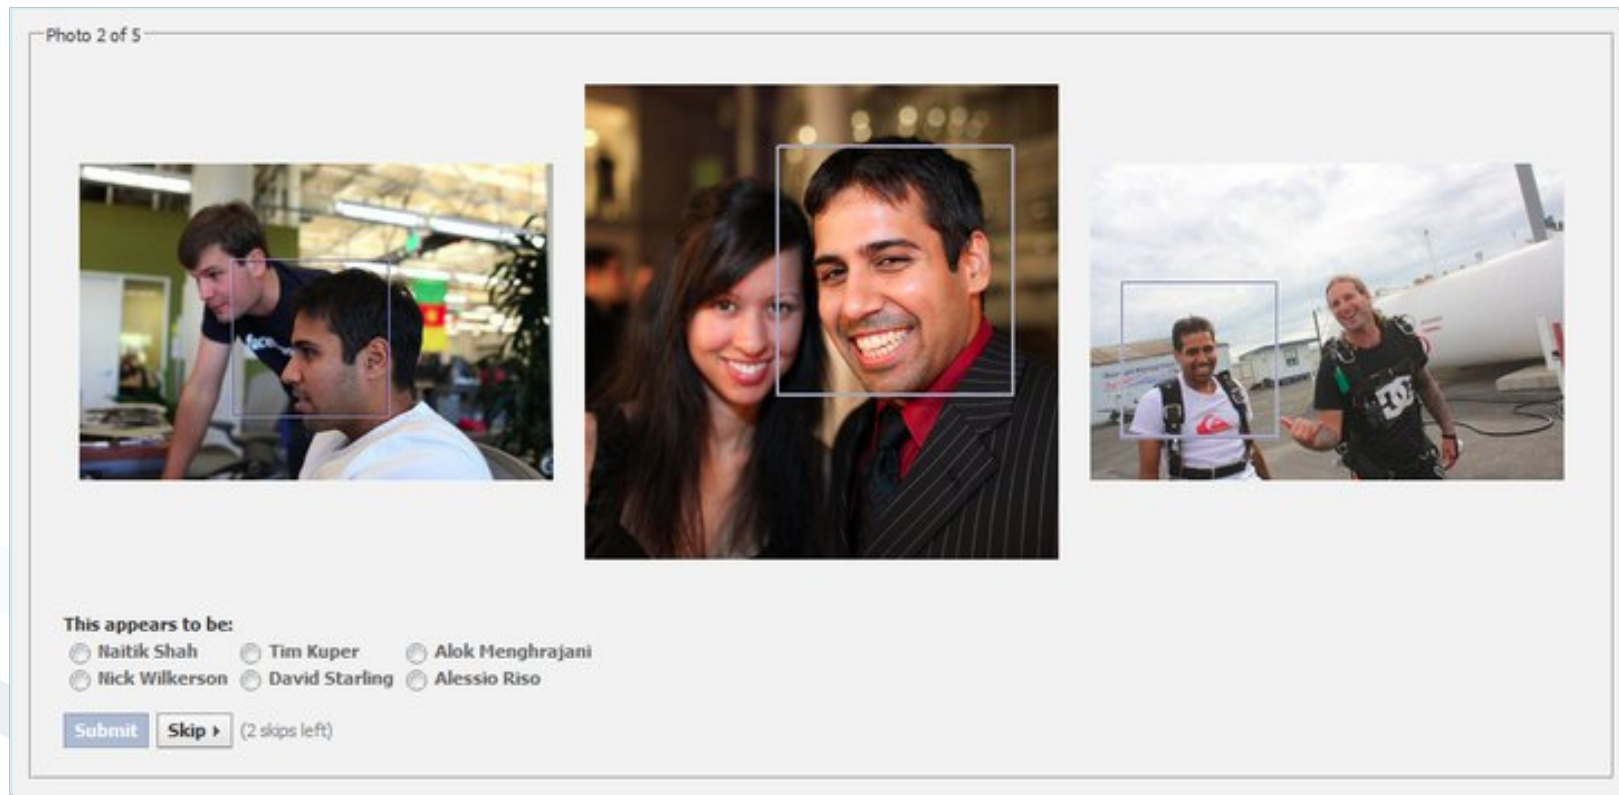 Photo 2 of 5
face
This appears to be:
Naitik Shah Tim Kuper Alok Menghrajani
Nick Wilkerson David Starling Alessio Riso
Submit Skip (2 skips left)